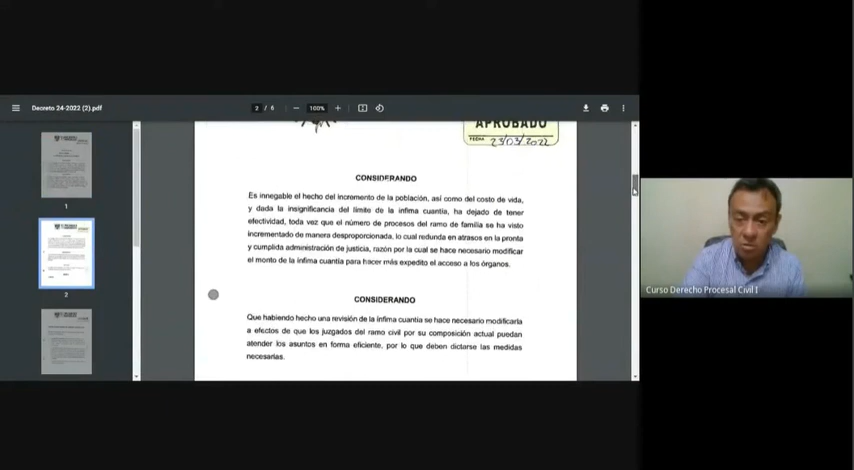 Decreto 24-2022 (2).pdf
2 / 6
100%
APROBADO
FECHA 23/03/2022
CONSIDERANDO
Es innegable el hecho del incremento de la población, así como del costo de vida,
y dada la insignificancia del límite de la ínfima cuantía, ha dejado de tener
efectividad, toda vez que el número de procesos del ramo de familia se ha visto
incrementado de manera desproporcionada, lo cual redunda en atrasos en la pronta
y cumplida administración de justicia, razón por la cual se hace necesario modificar
el monto de la ínfima cuantía para hacer más expedito el acceso a los órganos.
CONSIDERANDO
Que habiendo hecho una revisión de la ínfima cuantía se hace necesario modificarla
a efectos de que los juzgados del ramo civil por su composición actual puedan
atender los asuntos en forma eficiente, por lo que deben dictarse las medidas
necesarias.
1
2
Curso Derecho Procesal Civil I